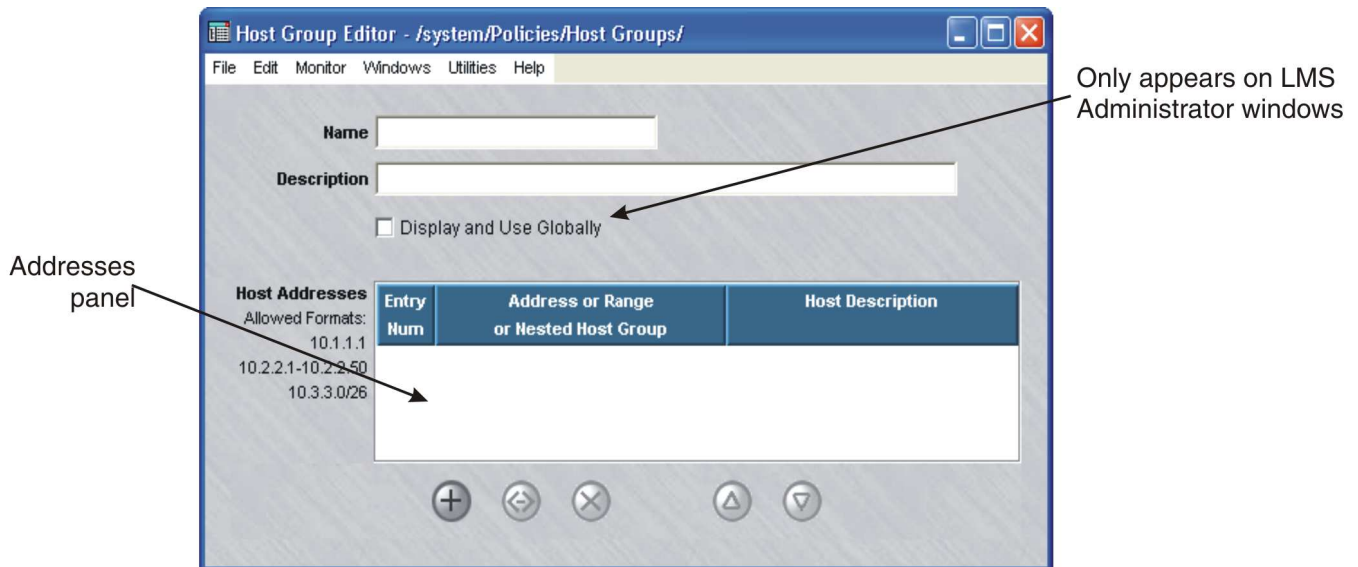 Host Group Editor - /system/Policies/Host Groups/
File Edit Monitor Windows Utilities Help
Only appears on LMS
Administrator windows
Name
Description
Display and Use Globally
Addresses
panel
Host Addresses
Allowed Formats:
10.1.1.1
10.2.2.1-10.2.2.50
10.3.3.0/26
Entry
Num
Address or Range
or Nested Host Group
Host Description